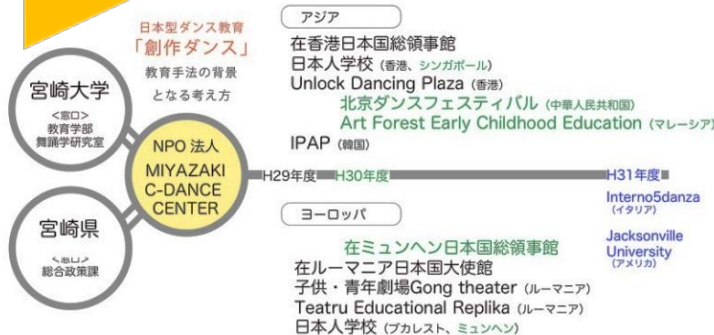 日本型ダンス教育
「創作ダンス」
教育手法の背景
となる考え方
宮崎大学
<窓口>
教育学部
舞踊学研究室
NPO 法人
MIYAZAKI
C-DANCE
CENTER
宮崎県
<窓口>
総合政策課
アジア
在香港日本国総領事館
日本人学校（香港、シンガポール）
Unlock Dancing Plaza（香港）
北京ダンスフェスティバル（中華人民共和国）
Art Forest Early Childhood Education（マレーシア）
IPAP（韓国）
H29年度 H30年度 H31年度
Interno5danza
（イタリア）
Jacksonville
University
（アメリカ）
ヨーロッパ
在ミュンヘン日本国総領事館
在ルーマニア日本国大使館
子供・青年劇場Gong theater（ルーマニア）
Teatru Educational Replika（ルーマニア）
日本人学校（ブカレスト、ミュンヘン）